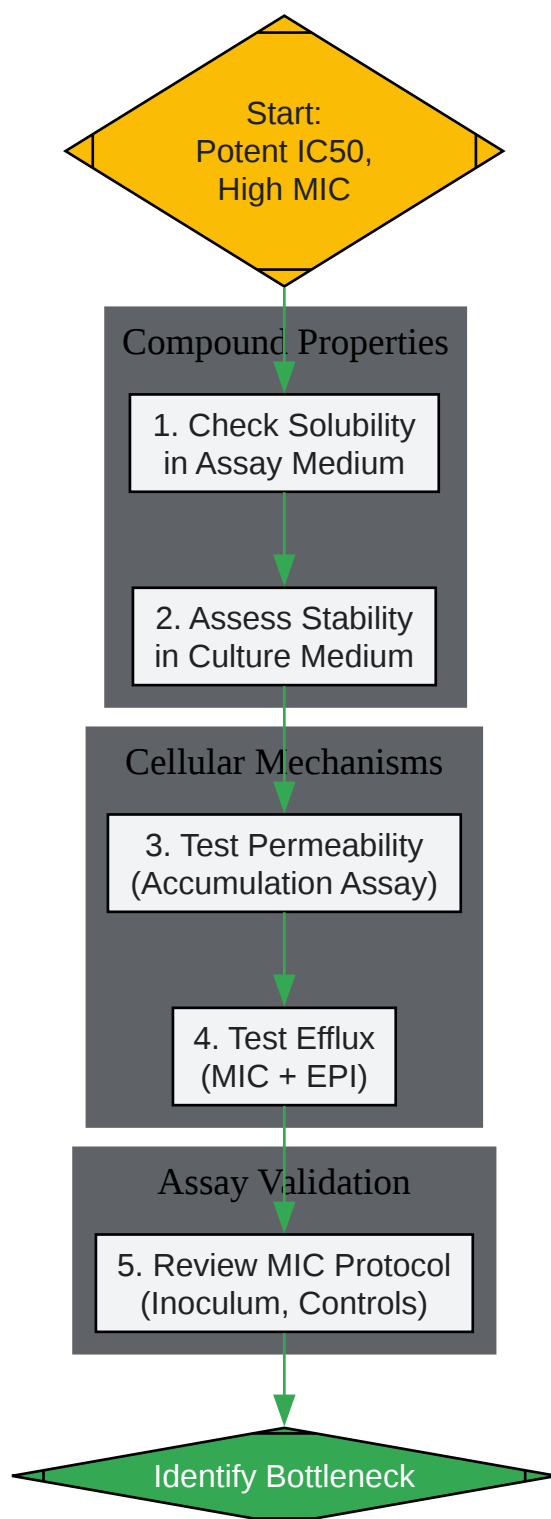 Start:
Potent IC50,
High MIC
Compound Properties
1. Check Solubility
in Assay Medium
2. Assess Stability
in Culture Medium
Cellular Mechanisms
3. Test Permeability
(Accumulation Assay)
4. Test Efflux
(MIC + EPI)
Assay Validation
5. Review MIC Protocol
(Inoculum, Controls)
Identify Bottleneck